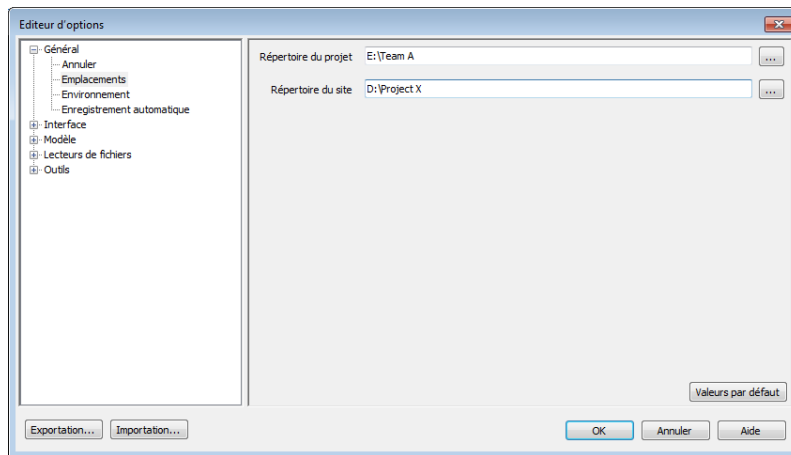 Editeur d'options
Général
Annuler
Emplacements
Environnement
Enregistrement automatique
Interface
Modèle
Lecteurs de fichiers
Outils
Répertoire du projet E:\Team A ...
Répertoire du site D:\Project X ...
Valeurs par défaut
Exportation... Importation... OK Annuler Aide